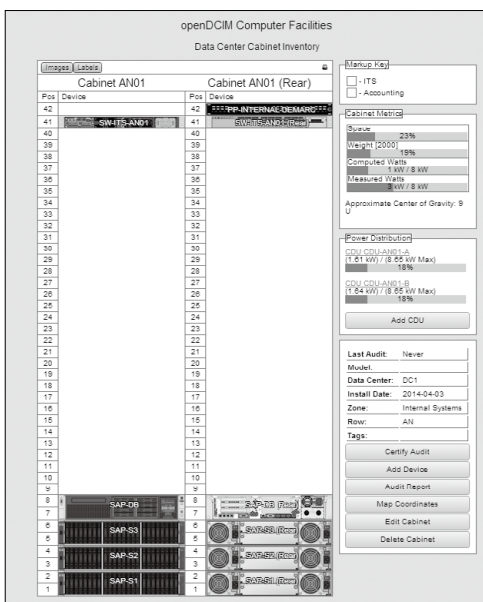 openDCIM Computer Facilities
Data Center Cabinet Inventory
Images Labels
Cabinet AN01
Cabinet AN01 (Rear)
Pos Device
Pos Device
42
42 PP-INTERNAL-DEMARC
41 SW-ITS-AN01
41 SW-ITS-AN01 (Rear)
40
40
39
39
38
38
37
37
36
36
35
35
34
34
33
33
32
32
31
31
30
30
29
29
28
28
27
27
26
26
25
25
24
24
23
23
22
22
21
21
20
20
19
19
18
18
17
17
16
16
15
15
14
14
13
13
12
12
11
11
10
10
9
9
8 SAP-DB
8 SAP-DB (Rear)
7
7
6 SAP-S3
6 SAP-S3 (Rear)
5
5
4 SAP-S2
4 SAP-S2 (Rear)
3
3
2 SAP-S1
2 SAP-S1 (Rear)
1
1
Markup Key
- ITS
- Accounting
Cabinet Metrics
Space
23%
Weight [2000]
19%
Computed Watts
1 kW / 8 kW
Measured Watts
3 kW / 8 kW
Approximate Center of Gravity: 9
U
Power Distribution
CDU CDU-AN01-A
(1.61 kW) / (8.65 kW Max)
18%
CDU CDU-AN01-B
(1.64 kW) / (8.65 kW Max)
18%
Add CDU
Last Audit: Never
Model:
Data Center: DC1
Install Date: 2014-04-03
Zone: Internal Systems
Row: AN
Tags:
Certify Audit
Add Device
Audit Report
Map Coordinates
Edit Cabinet
Delete Cabinet